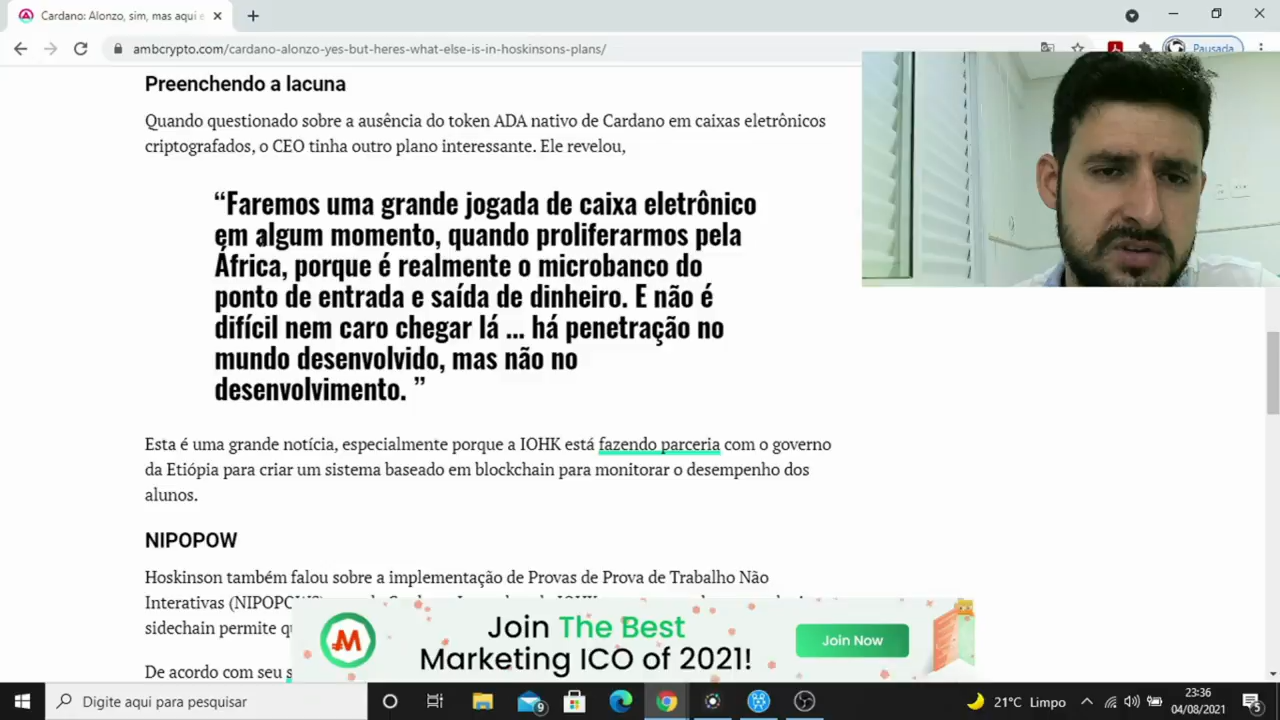 Cardano: Alonzo, sim, mas aqui e
ambcrypto.com/cardano-alonzo-yes-but-heres-what-else-is-in-hoskinsons-plans/
Pausada
Preenchendo a lacuna
Quando questionado sobre a ausência do token ADA nativo de Cardano em caixas eletrônicos
criptografados, o CEO tinha outro plano interessante. Ele revelou,
“Faremos uma grande jogada de caixa eletrônico
em algum momento, quando proliferarmos pela
África, porque é realmente o microbanco do
ponto de entrada e saída de dinheiro. E não é
difícil nem caro chegar lá ... há penetração no
mundo desenvolvido, mas não no
desenvolvimento. ”
Esta é uma grande notícia, especialmente porque a IOHK está fazendo parceria com o governo
da Etiópia para criar um sistema baseado em blockchain para monitorar o desempenho dos
alunos.
NIPOPOW
Hoskinson também falou sobre a implementação de Provas de Prova de Trabalho Não
Interativas (NIPOPO
sidechain permite q
De acordo com seu s
Join The Best
Marketing ICO of 2021!
Join Now
Digite aqui para pesquisar
9
21°C Limpo
23:36
04/08/2021
5